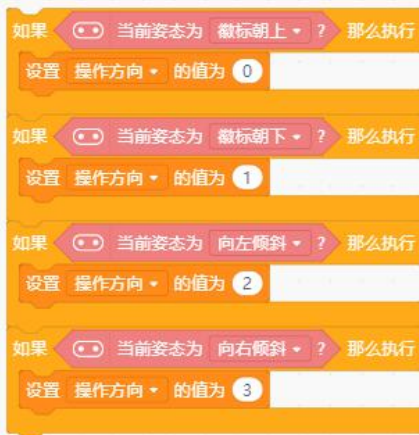 如果 当前姿态为 徽标朝上 ? 那么执行
设置 操作方向 的值为 0
如果 当前姿态为 徽标朝下 ? 那么执行
设置 操作方向 的值为 1
如果 当前姿态为 向左倾斜 ? 那么执行
设置 操作方向 的值为 2
如果 当前姿态为 向右倾斜 ? 那么执行
设置 操作方向 的值为 3